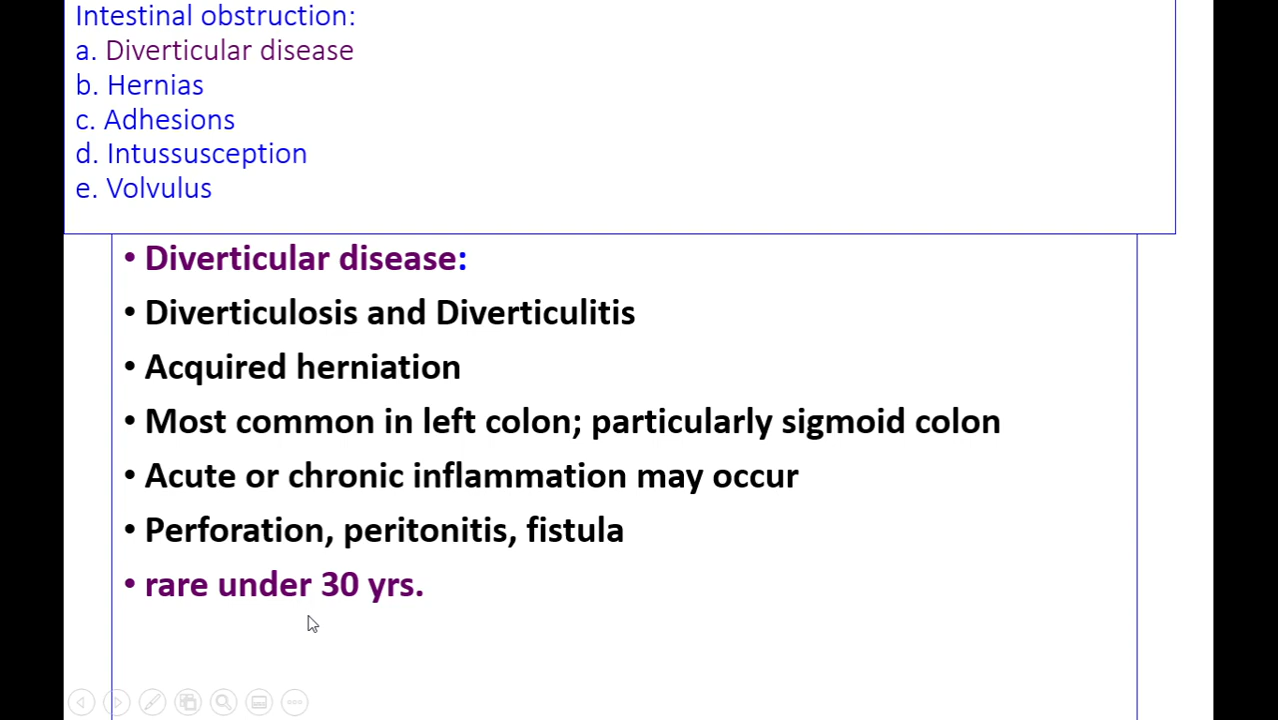 Intestinal obstruction:
a. Diverticular disease
b. Hernias
c. Adhesions
d. Intussusception
e. Volvulus
• Diverticular disease:
• Diverticulosis and Diverticulitis
• Acquired herniation
• Most common in left colon; particularly sigmoid colon
• Acute or chronic inflammation may occur
• Perforation, peritonitis, fistula
• rare under 30 yrs.